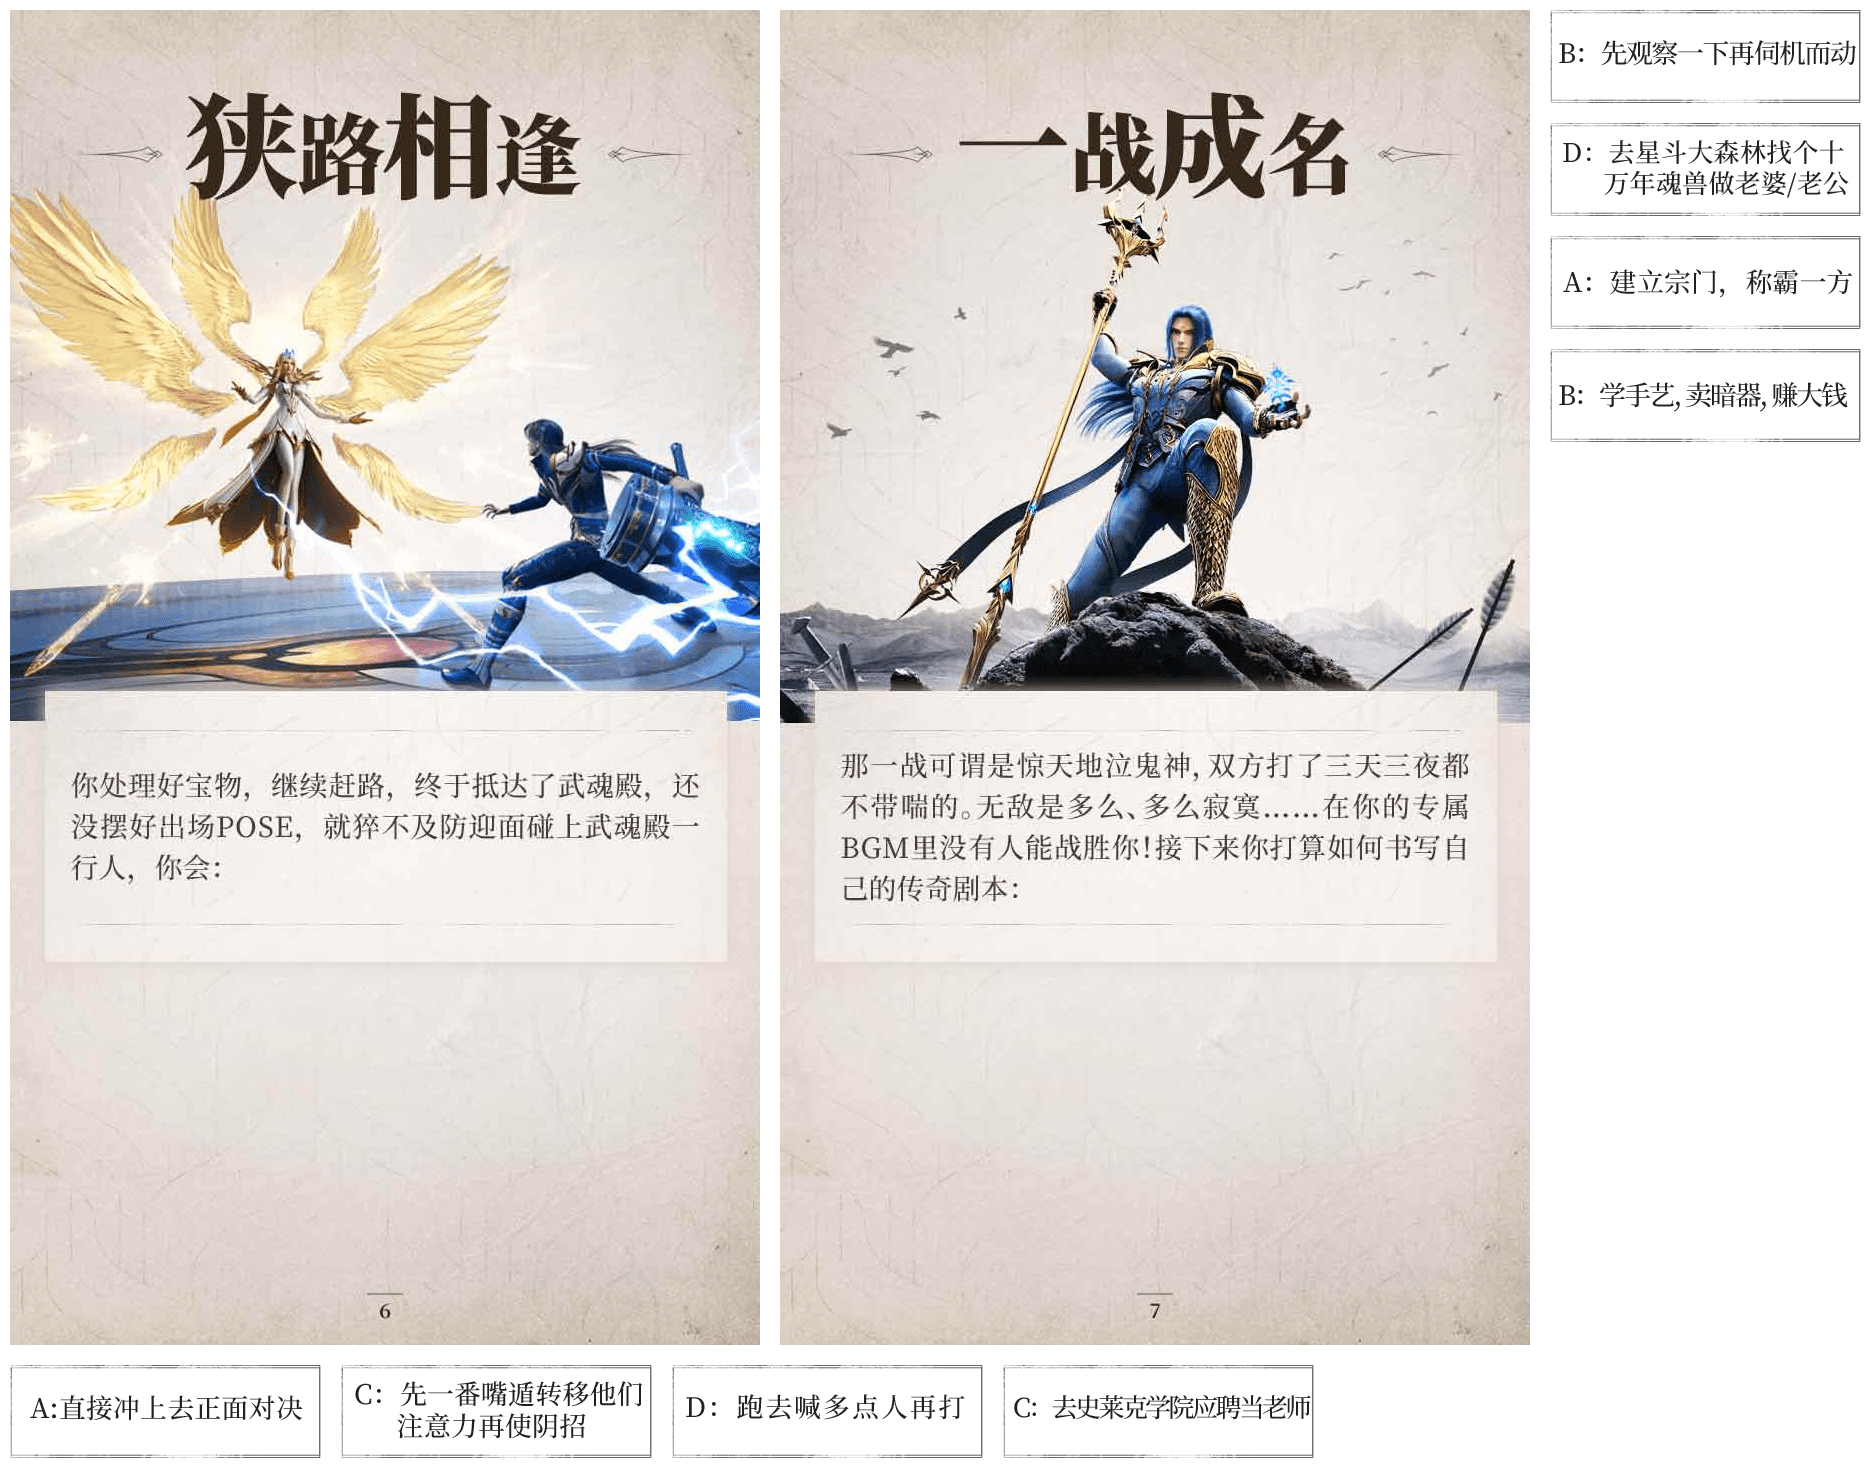 狭路相逢
你处理好宝物，继续赶路，终于抵达了武魂殿，还
没摆好出场POSE，就猝不及防迎面碰上武魂殿一
行人，你会：
6
一战成名
那一战可谓是惊天地泣鬼神，双方打了三天三夜都
不带喘的。无敌是多么、多么寂寞……在你的专属
BGM里没有人能战胜你！接下来你打算如何书写自
己的传奇剧本：
7
B：先观察一下再伺机而动
D：去星斗大森林找个十
万年魂兽做老婆/老公
A：建立宗门，称霸一方
B：学手艺，卖暗器，赚大钱
A:直接冲上去正面对决
C：先一番嘴遁转移他们
注意力再使阴招
D：跑去喊多点人再打
C：去史莱克学院应聘当老师